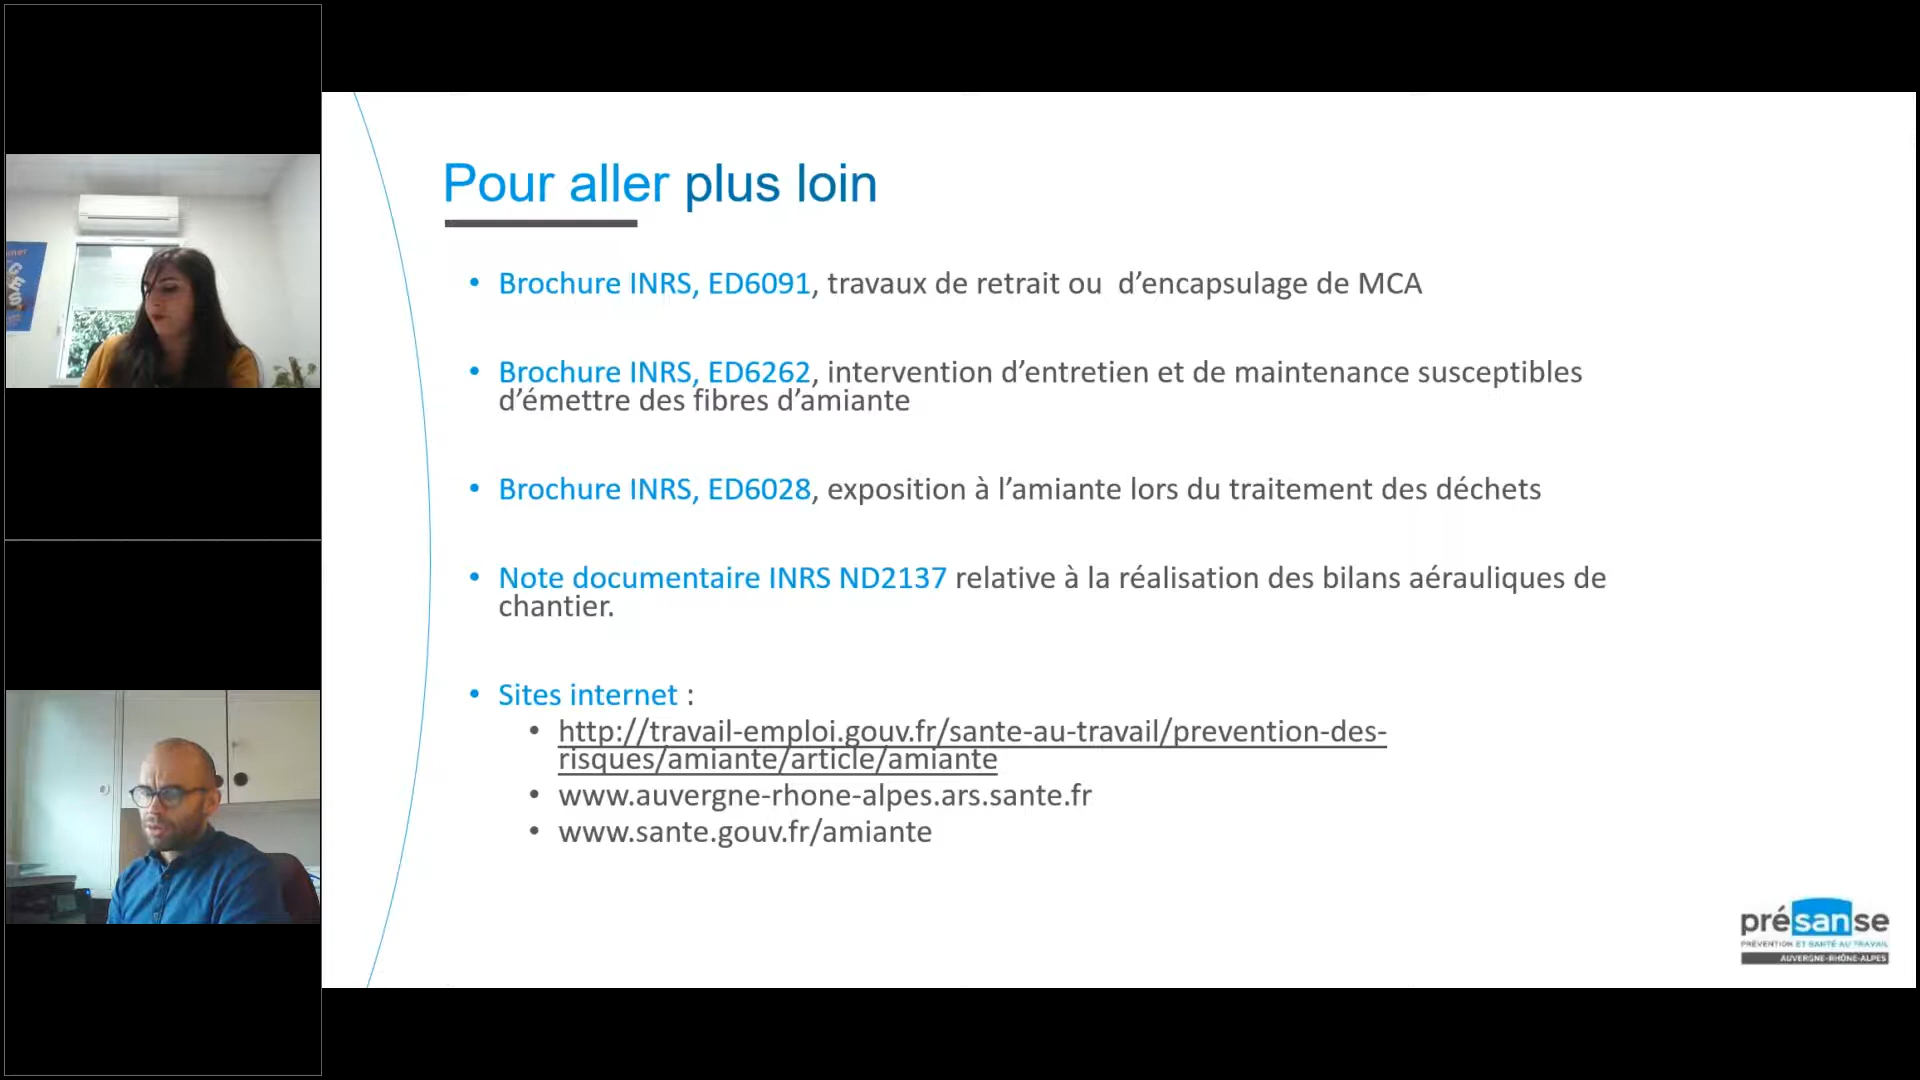 Pour aller plus loin
• Brochure INRS, ED6091, travaux de retrait ou  d’encapsulage de MCA
• Brochure INRS, ED6262, intervention d’entretien et de maintenance susceptibles
d’émettre des fibres d’amiante
• Brochure INRS, ED6028, exposition à l’amiante lors du traitement des déchets
• Note documentaire INRS ND2137 relative à la réalisation des bilans aérauliques de
chantier.
• Sites internet :
• http://travail-emploi.gouv.fr/sante-au-travail/prevention-des-
risques/amiante/article/amiante
• www.auvergne-rhone-alpes.ars.sante.fr
• www.sante.gouv.fr/amiante
présanse
PRÉVENTION ET SANTÉ AU TRAVAIL
AUVERGNE-RHÔNE-ALPES